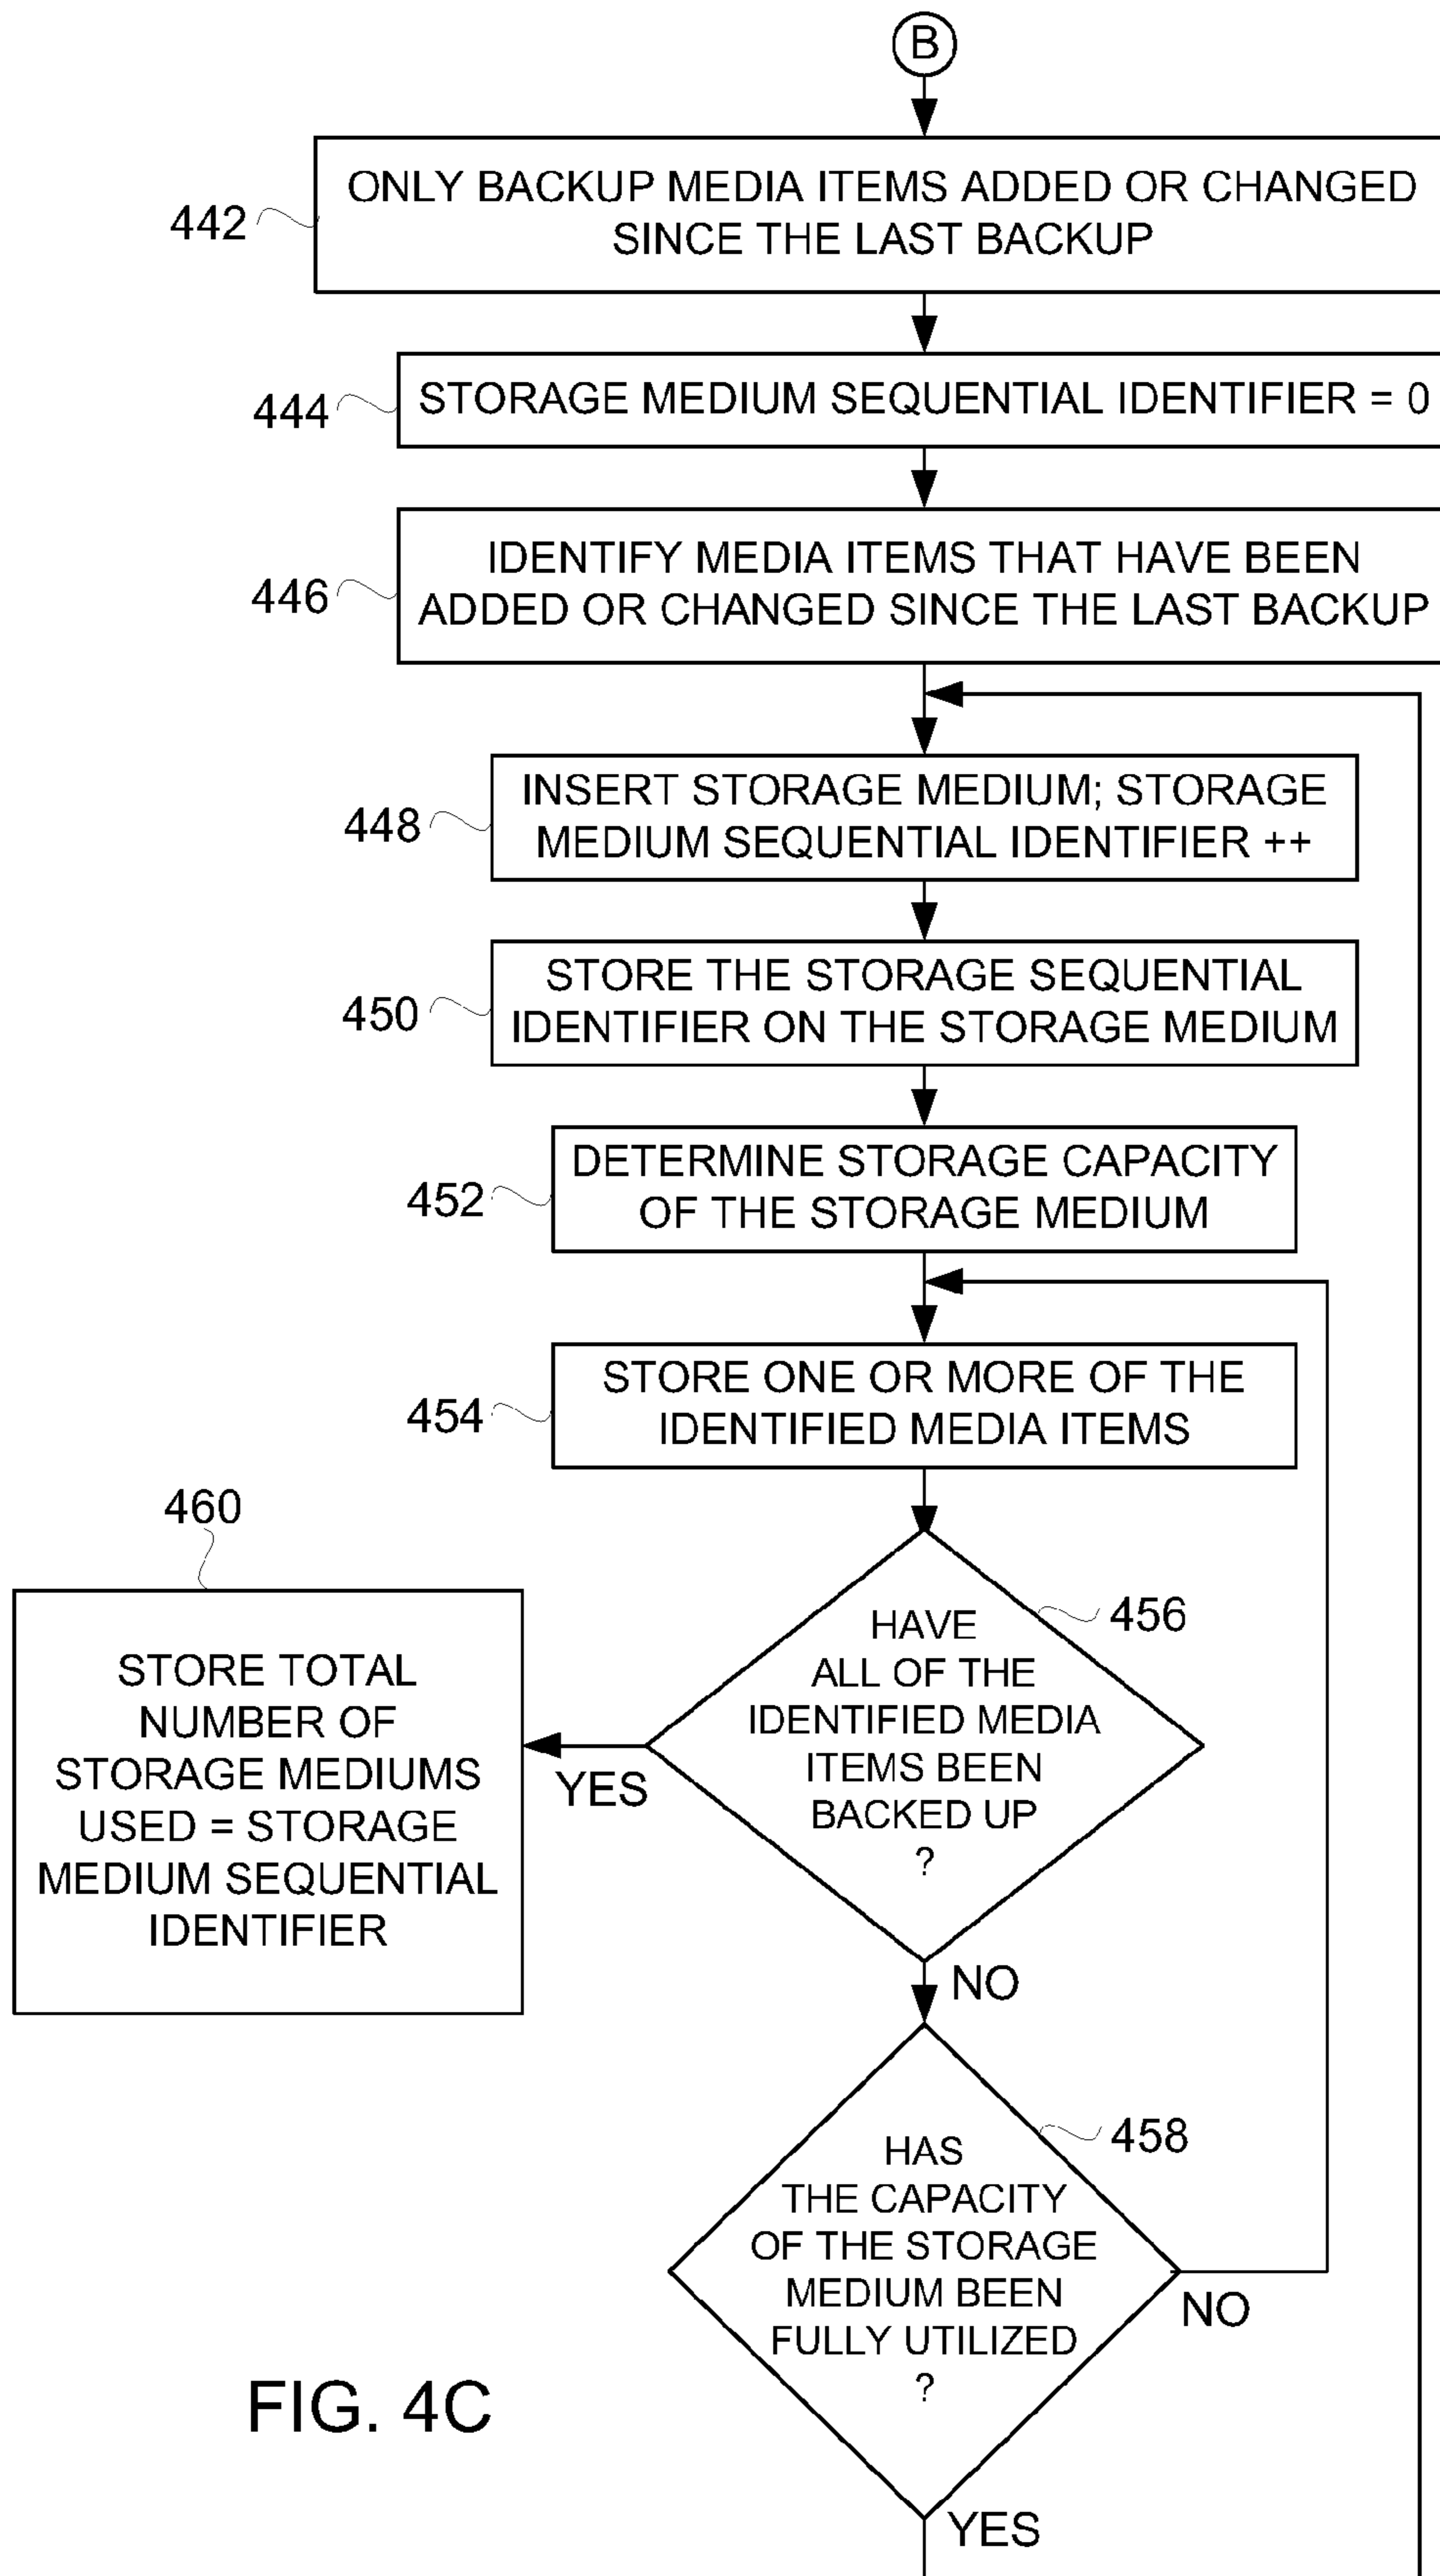 B
442
ONLY BACKUP MEDIA ITEMS ADDED OR CHANGED
SINCE THE LAST BACKUP
444
STORAGE MEDIUM SEQUENTIAL IDENTIFIER = 0
446
IDENTIFY MEDIA ITEMS THAT HAVE BEEN
ADDED OR CHANGED SINCE THE LAST BACKUP
448
INSERT STORAGE MEDIUM; STORAGE
MEDIUM SEQUENTIAL IDENTIFIER ++
450
STORE THE STORAGE SEQUENTIAL
IDENTIFIER ON THE STORAGE MEDIUM
452
DETERMINE STORAGE CAPACITY
OF THE STORAGE MEDIUM
454
STORE ONE OR MORE OF THE
IDENTIFIED MEDIA ITEMS
456
HAVE
ALL OF THE
IDENTIFIED MEDIA
ITEMS BEEN
BACKED UP
?
YES
460
STORE TOTAL
NUMBER OF
STORAGE MEDIUMS
USED = STORAGE
MEDIUM SEQUENTIAL
IDENTIFIER
NO
458
HAS
THE CAPACITY
OF THE STORAGE
MEDIUM BEEN
FULLY UTILIZED
?
NO
YES
FIG. 4C